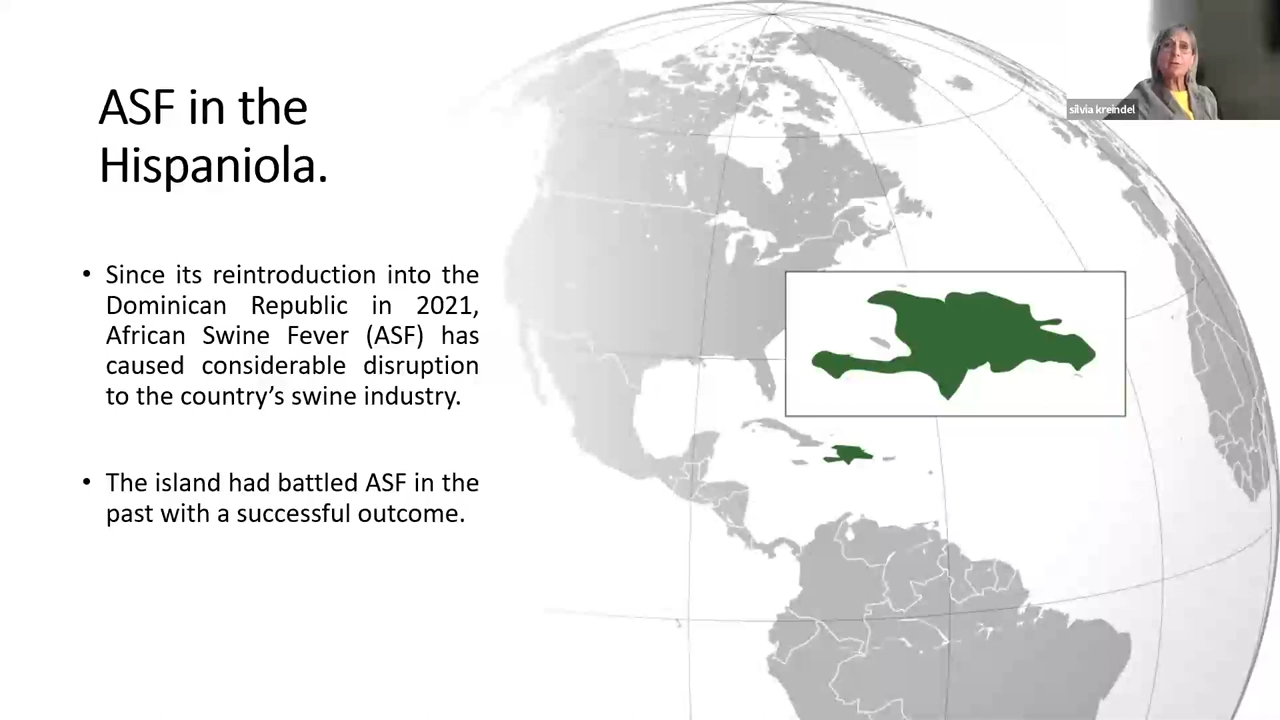 ASF in the
Hispaniola.
• Since its reintroduction into the
Dominican Republic in 2021,
African Swine Fever (ASF) has
caused considerable disruption
to the country’s swine industry.
• The island had battled ASF in the
past with a successful outcome.
silvia kreindel